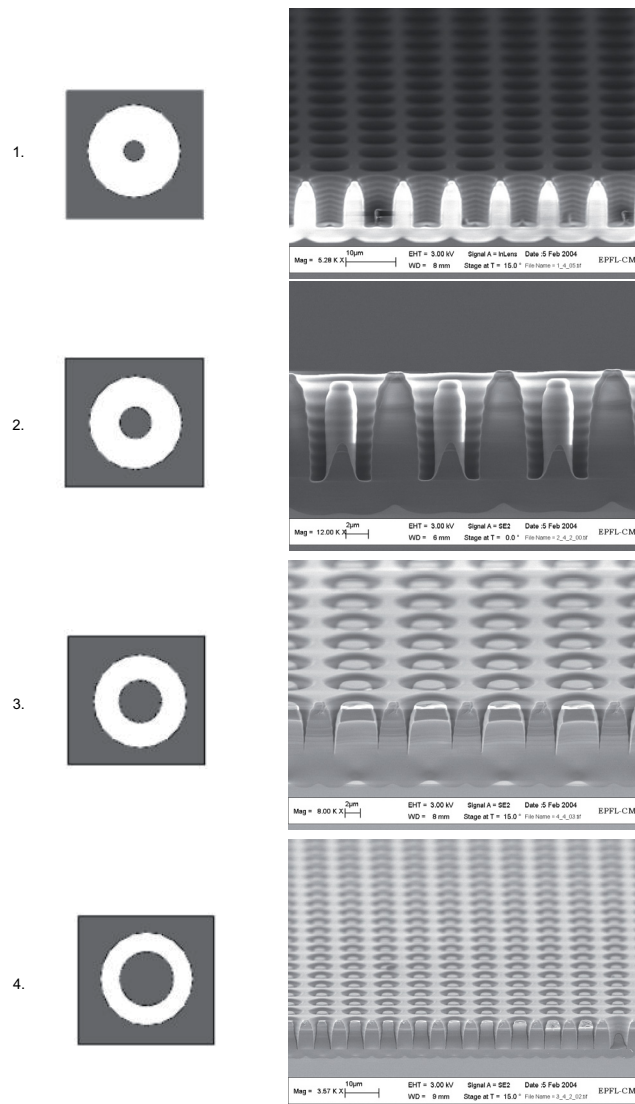 1.
Mag = 5.28 K X 10µm EHT = 3.00 kV Signal A = InLens Date :5 Feb 2004 EPFL-CM
WD = 8 mm Stage at T = 15.0 ° File Name = 1_4_05.tif
2.
Mag = 12.00 K X 2µm EHT = 3.00 kV Signal A = SE2 Date :5 Feb 2004 EPFL-CM
WD = 6 mm Stage at T = 0.0 ° File Name = 2_4_2_00.tif
3.
Mag = 8.00 K X 2µm EHT = 3.00 kV Signal A = SE2 Date :5 Feb 2004 EPFL-CM
WD = 8 mm Stage at T = 15.0 ° File Name = 4_4_03.tif
4.
Mag = 3.57 K X 10µm EHT = 3.00 kV Signal A = SE2 Date :5 Feb 2004 EPFL-CM
WD = 9 mm Stage at T = 15.0 ° File Name = 3_4_2_02.tif